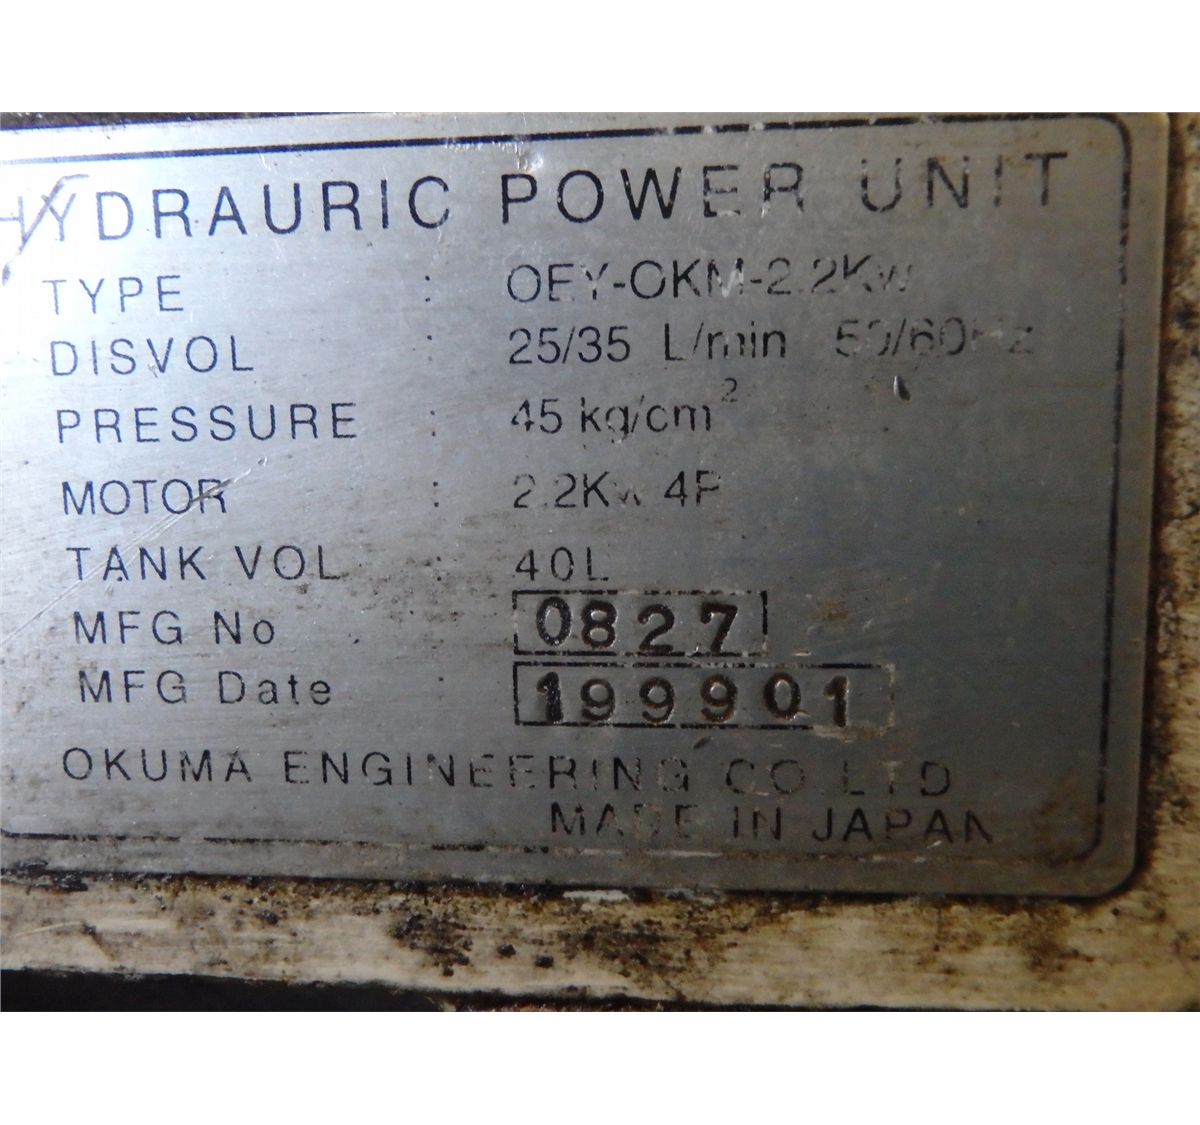 HYDRAURIC POWER UNIT
TYPE : OEY-OKM-2.2Kw
DISVOL : 25/35 L/min 50/60Hz
PRESSURE : 45 kg/cm²
MOTOR : 2.2Kw 4P
TANK VOL : 40L
MFG No 0827
MFG Date : 199901
OKUMA ENGINEERING CO.LTD
MADE IN JAPAN